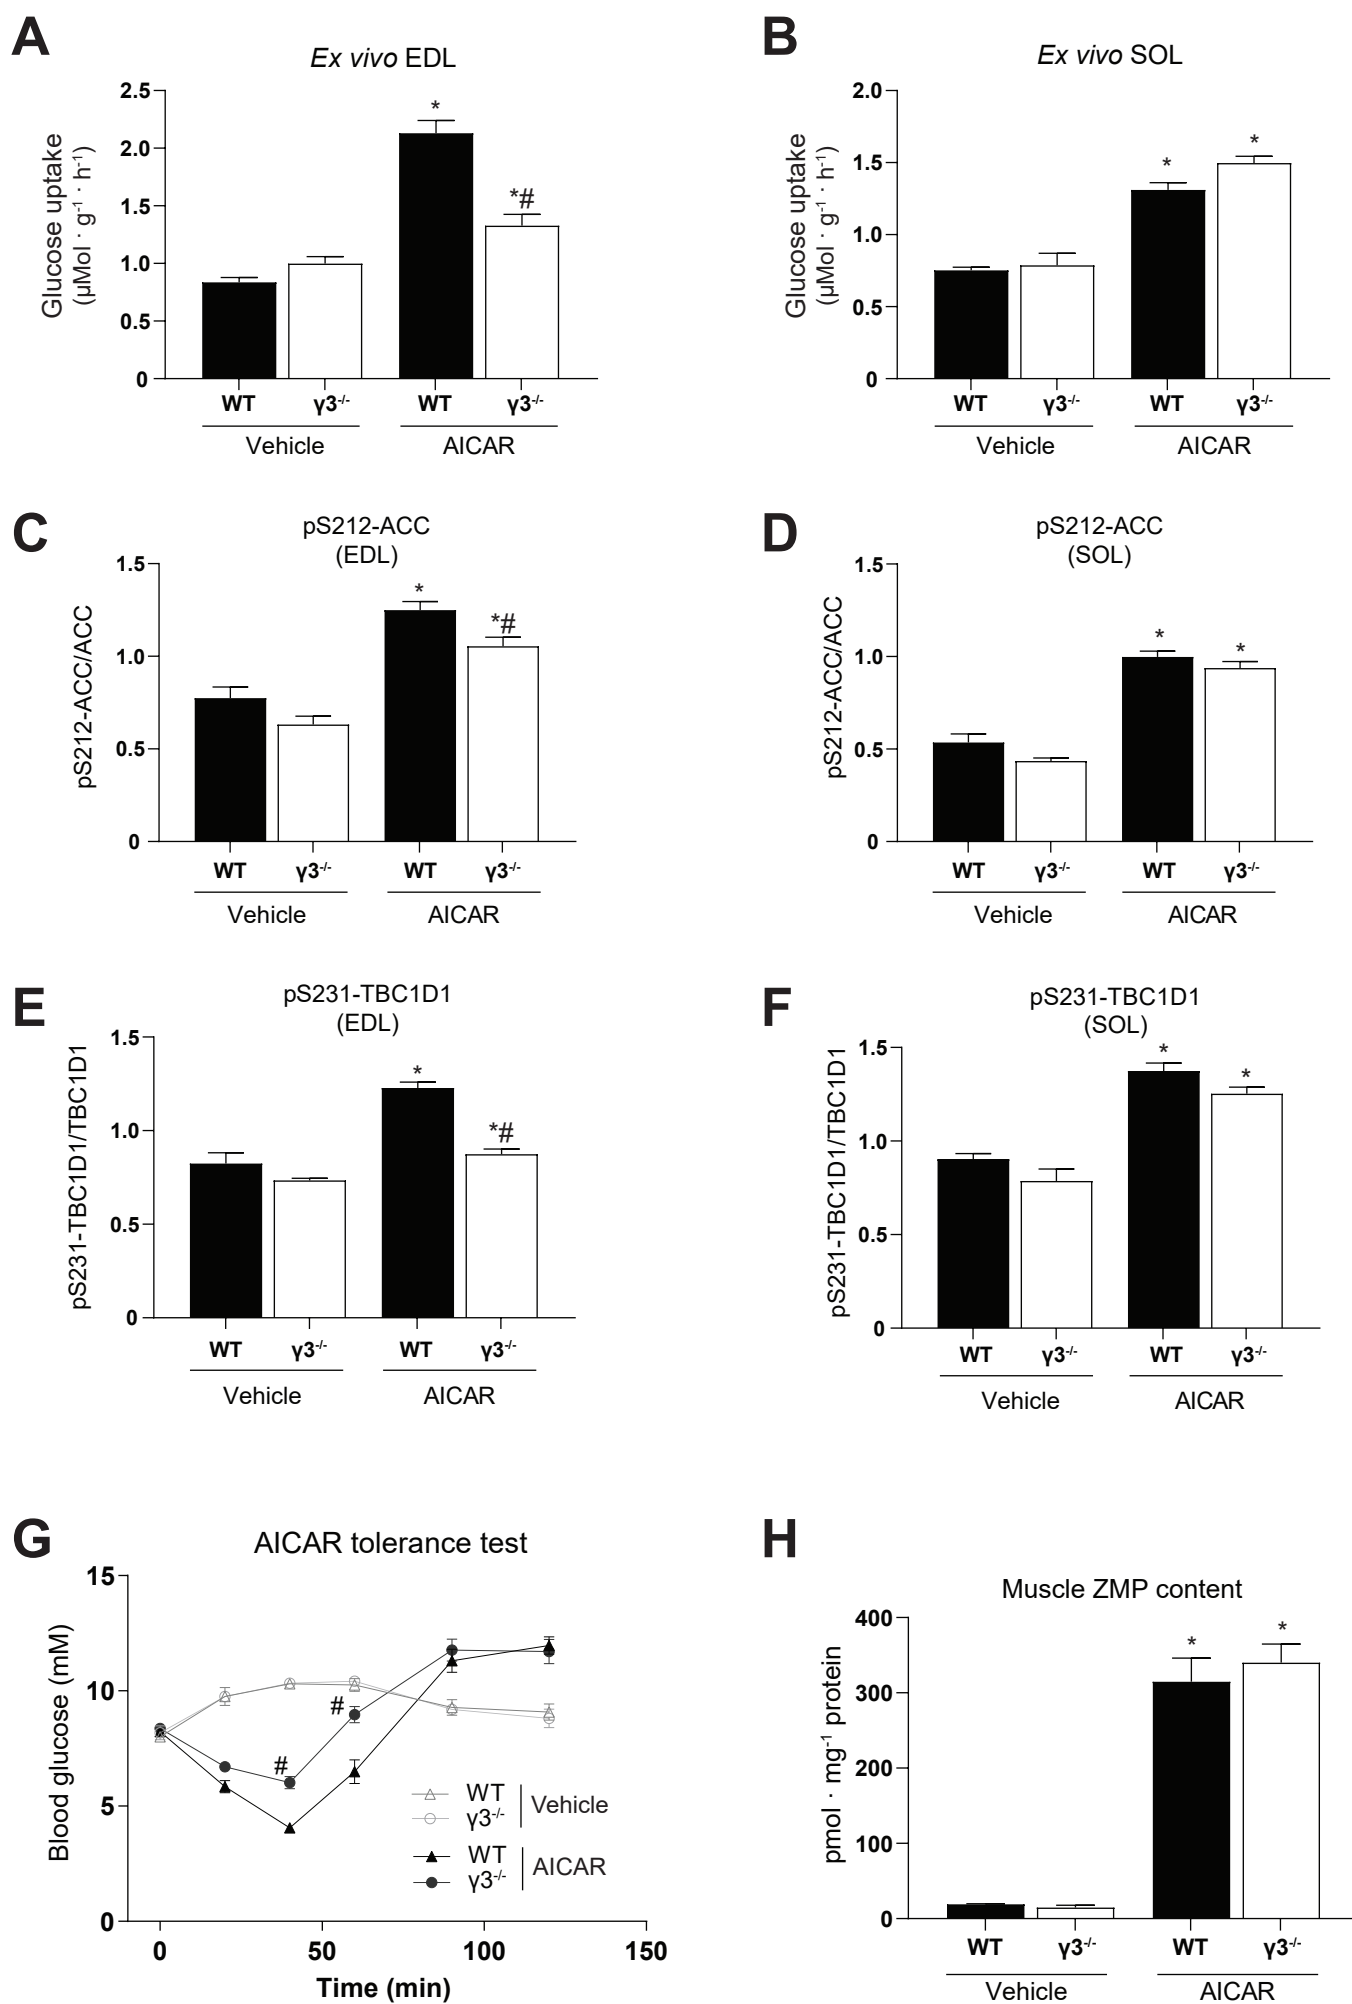 A
Ex vivo EDL
Glucose uptake
(µMol · g⁻¹ · h⁻¹)
2.5
2.0
1.5
1.0
0.5
0
*
*#
WT
γ3⁻/⁻
WT
γ3⁻/⁻
Vehicle
AICAR
B
Ex vivo SOL
Glucose uptake
(µMol · g⁻¹ · h⁻¹)
2.0
1.5
1.0
0.5
0
*
*
WT
γ3⁻/⁻
WT
γ3⁻/⁻
Vehicle
AICAR
C
pS212-ACC
(EDL)
pS212-ACC/ACC
1.5
1.0
0.5
0
*
*#
WT
γ3⁻/⁻
WT
γ3⁻/⁻
Vehicle
AICAR
D
pS212-ACC
(SOL)
pS212-ACC/ACC
1.5
1.0
0.5
0
*
*
WT
γ3⁻/⁻
WT
γ3⁻/⁻
Vehicle
AICAR
E
pS231-TBC1D1
(EDL)
pS231-TBC1D1/TBC1D1
1.5
1.0
0.5
0
*
*#
WT
γ3⁻/⁻
WT
γ3⁻/⁻
Vehicle
AICAR
F
pS231-TBC1D1
(SOL)
pS231-TBC1D1/TBC1D1
1.5
1.0
0.5
0
*
*
WT
γ3⁻/⁻
WT
γ3⁻/⁻
Vehicle
AICAR
G
AICAR tolerance test
Blood glucose (mM)
15
10
5
0
#
#
WT
γ3⁻/⁻
Vehicle
WT
γ3⁻/⁻
AICAR
0
50
100
150
Time (min)
H
Muscle ZMP content
pmol · mg⁻¹ protein
400
300
200
100
0
*
*
WT
γ3⁻/⁻
WT
γ3⁻/⁻
Vehicle
AICAR